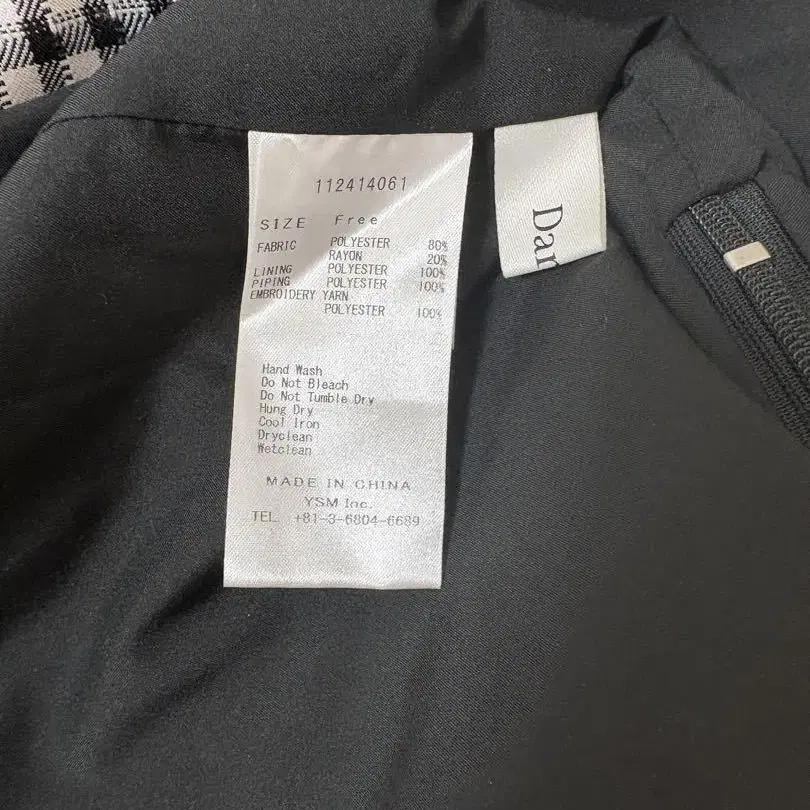 112414061
SIZE Free
FABRIC POLYESTER 80%
RAYON 20%
LINING POLYESTER 100%
PIPING POLYESTER 100%
EMBROIDERY YARN
POLYESTER 100%
Hand Wash
Do Not Bleach
Do Not Tumble Dry
Hung Dry
Cool Iron
Dryclean
Wetclean
MADE IN CHINA
YSM Inc.
TEL +81-3-6804-6689
Dar